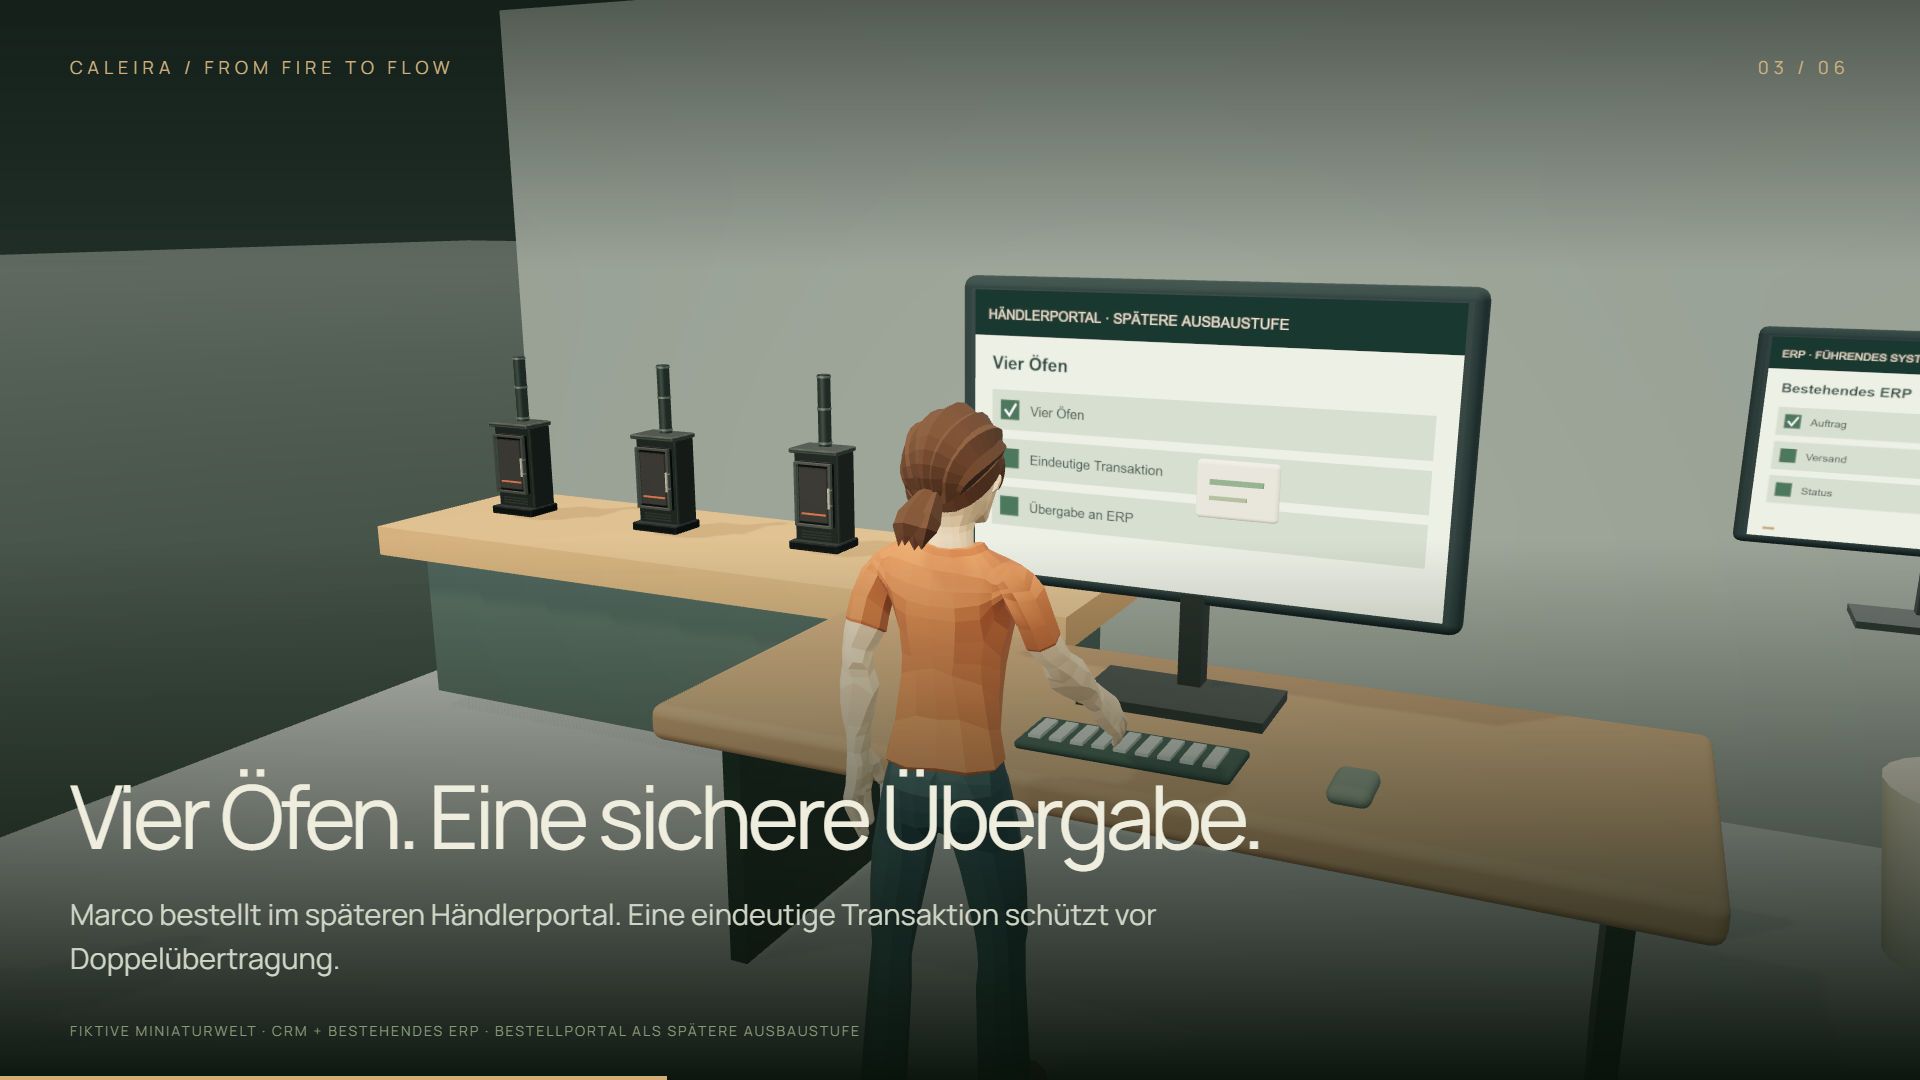 CALEIRA / FROM FIRE TO FLOW
03 / 06
HÄNDLERPORTAL · SPÄTERE AUSBAUSTUFE
Vier Öfen
Vier Öfen
Eindeutige Transaktion
Übergabe an ERP
ERP · FÜHRENDES
Bestehendes ERP
Auftrag
Versand
Status
Vier Öfen. Eine sichere Übergabe.
Marco bestellt im späteren Händlerportal. Eine eindeutige Transaktion schützt vor
Doppelübertragung.
FIKTIVE MINIATURWELT · CRM + BESTEHENDES ERP · BESTELLPORTAL ALS SPÄTERE AUSBAUSTUFE